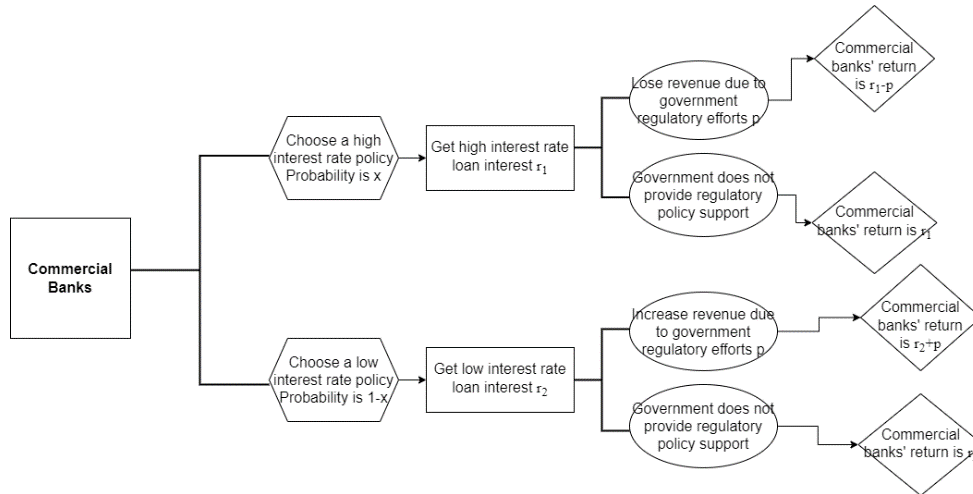 Commercial
Banks
Choose a high
interest rate policy
Probability is x
Get high interest rate
loan interest r₁
Lose revenue due to
government
regulatory efforts p
Commercial
banks' return
is r₁-p
Government does not
provide regulatory
policy support
Commercial
banks' return is r₁
Choose a low
interest rate policy
Probability is 1-x
Get low interest rate
loan interest r₂
Increase revenue due
to government
regulatory efforts p
Commercial
banks' return
is r₂+p
Government does not
provide regulatory
policy support
Commercial
banks' return is r